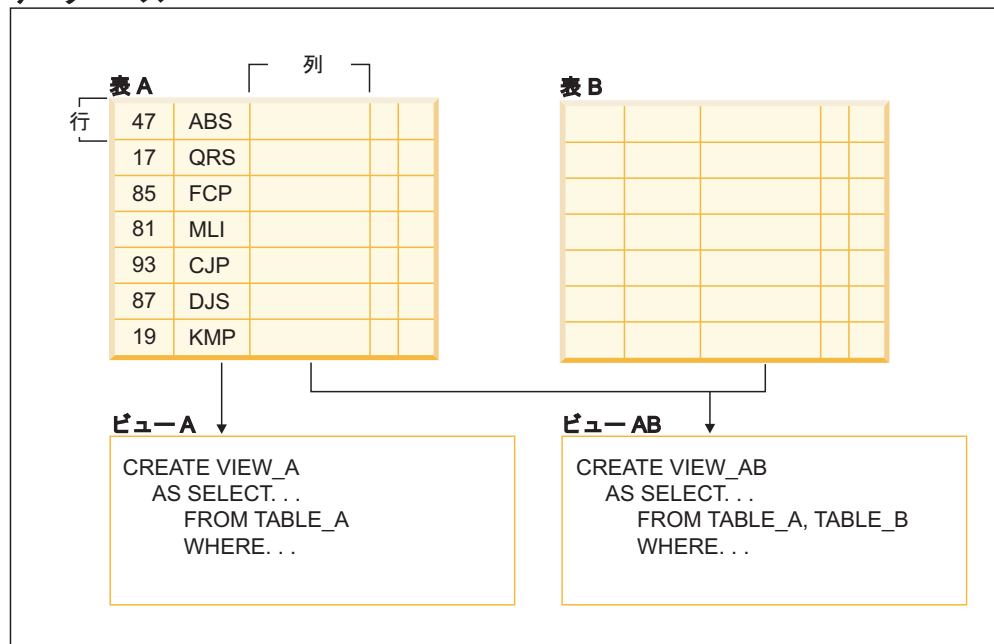 列
表 A
表 B
行
47 ABS
17 QRS
85 FCP
81 MLI
93 CJP
87 DJS
19 KMP
ビュー A
ビュー AB
CREATE VIEW_A
AS SELECT. . .
FROM TABLE_A
WHERE. . .
CREATE VIEW_AB
AS SELECT. . .
FROM TABLE_A, TABLE_B
WHERE. . .